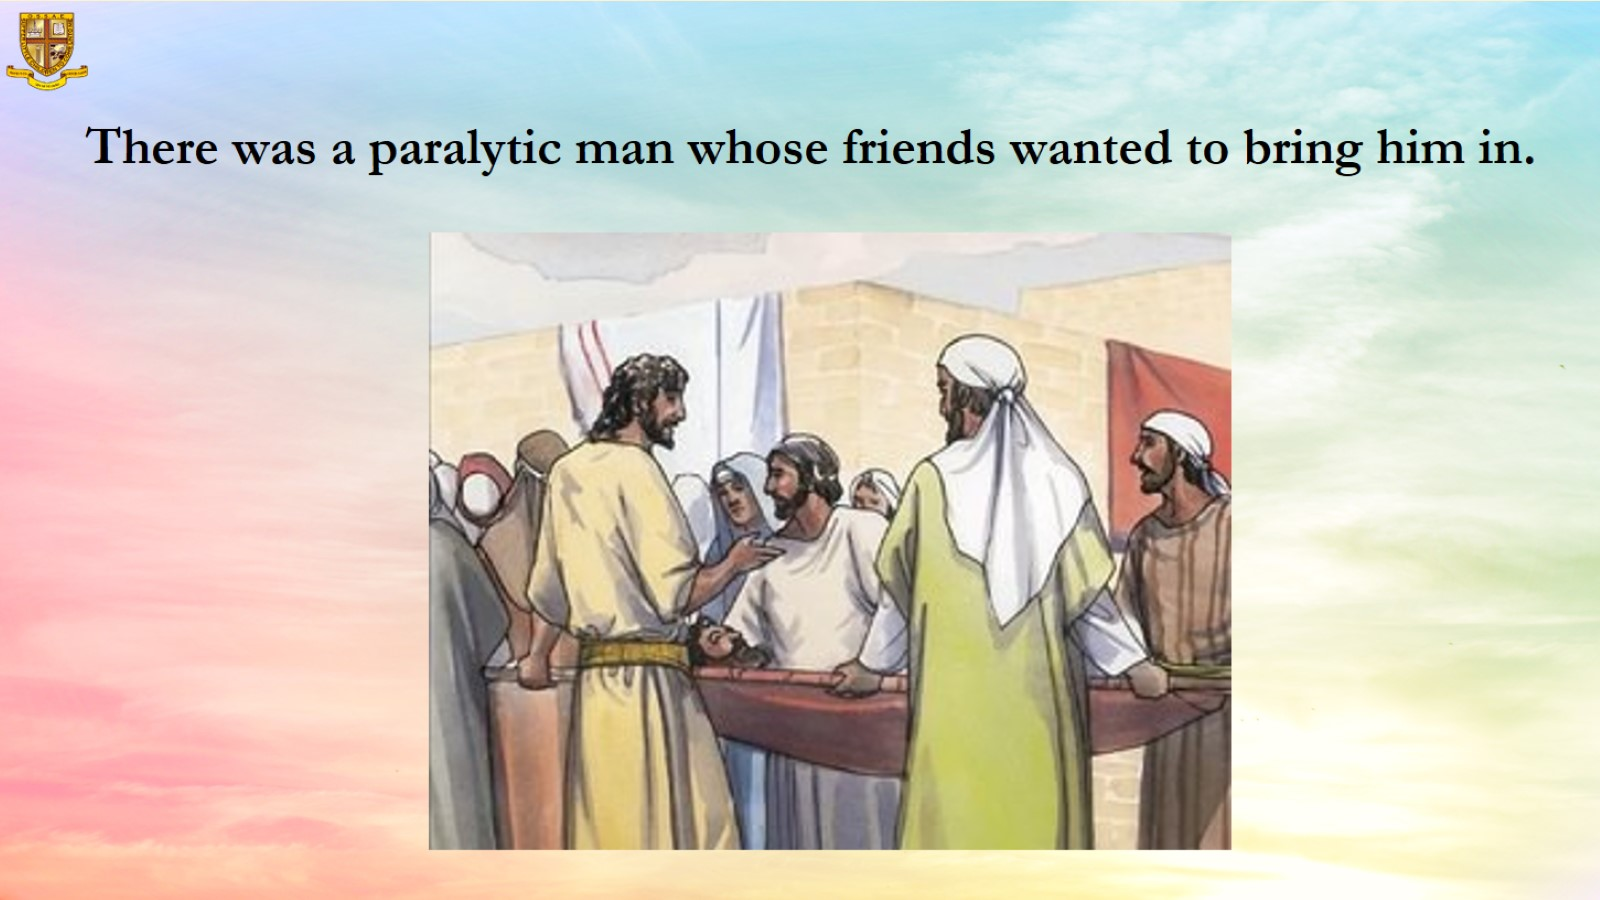 There was a paralytic man whose friends wanted to bring him in.